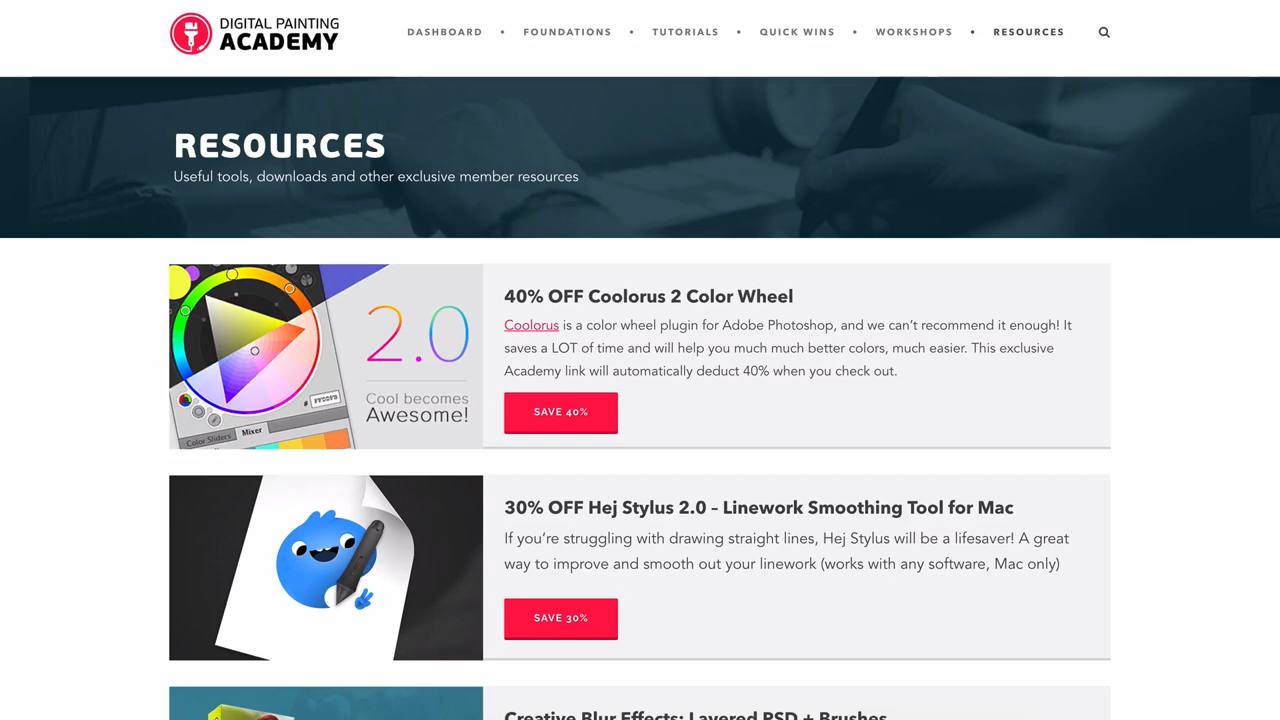 DIGITAL PAINTING
ACADEMY
DASHBOARD • FOUNDATIONS • TUTORIALS • QUICK WINS • WORKSHOPS • RESOURCES
RESOURCES
Useful tools, downloads and other exclusive member resources
2.0
Cool becomes
Awesome!
Color Sliders
Mixer
40% OFF Coolorus 2 Color Wheel
Coolorus is a color wheel plugin for Adobe Photoshop, and we can’t recommend it enough! It
saves a LOT of time and will help you much much better colors, much easier. This exclusive
Academy link will automatically deduct 40% when you check out.
SAVE 40%
30% OFF Hej Stylus 2.0 – Linework Smoothing Tool for Mac
If you’re struggling with drawing straight lines, Hej Stylus will be a lifesaver! A great
way to improve and smooth out your linework (works with any software, Mac only)
SAVE 30%
Creative Blur Effects: Layered PSD + Brushes